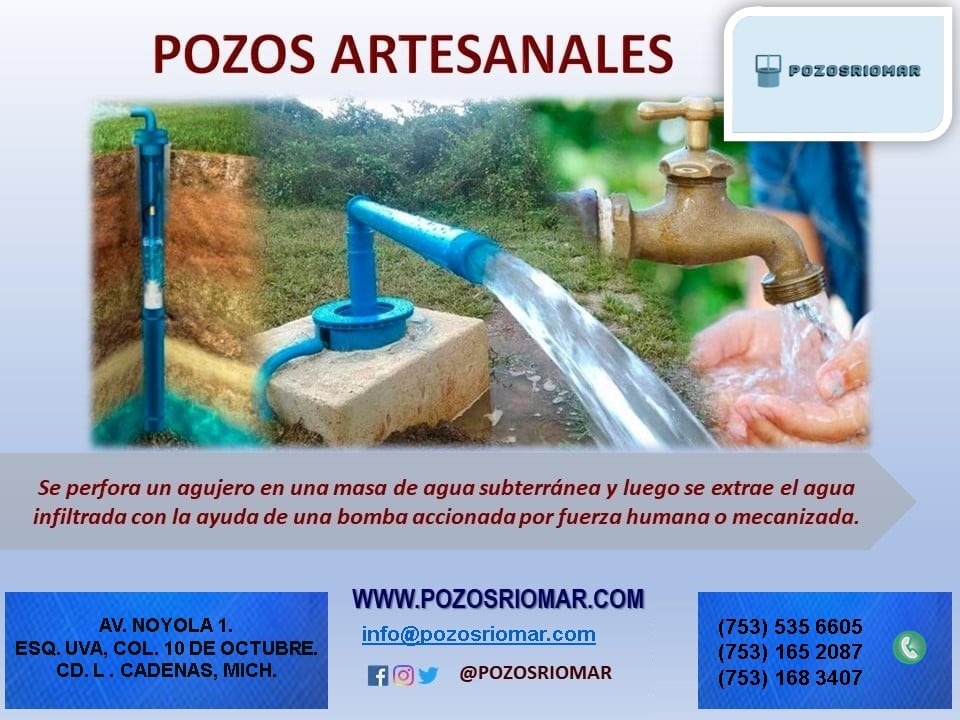 POZOS ARTESANALES
POZOSRIOMAR
Se perfora un agujero en una masa de agua subterránea y luego se extrae el agua
infiltrada con la ayuda de una bomba accionada por fuerza humana o mecanizada.
WWW.POZOSRIOMAR.COM
info@pozosriomar.com
@POZOSRIOMAR
AV. NOYOLA 1.
ESQ. UVA, COL. 10 DE OCTUBRE.
CD. L . CADENAS, MICH.
(753) 535 6605
(753) 165 2087
(753) 168 3407